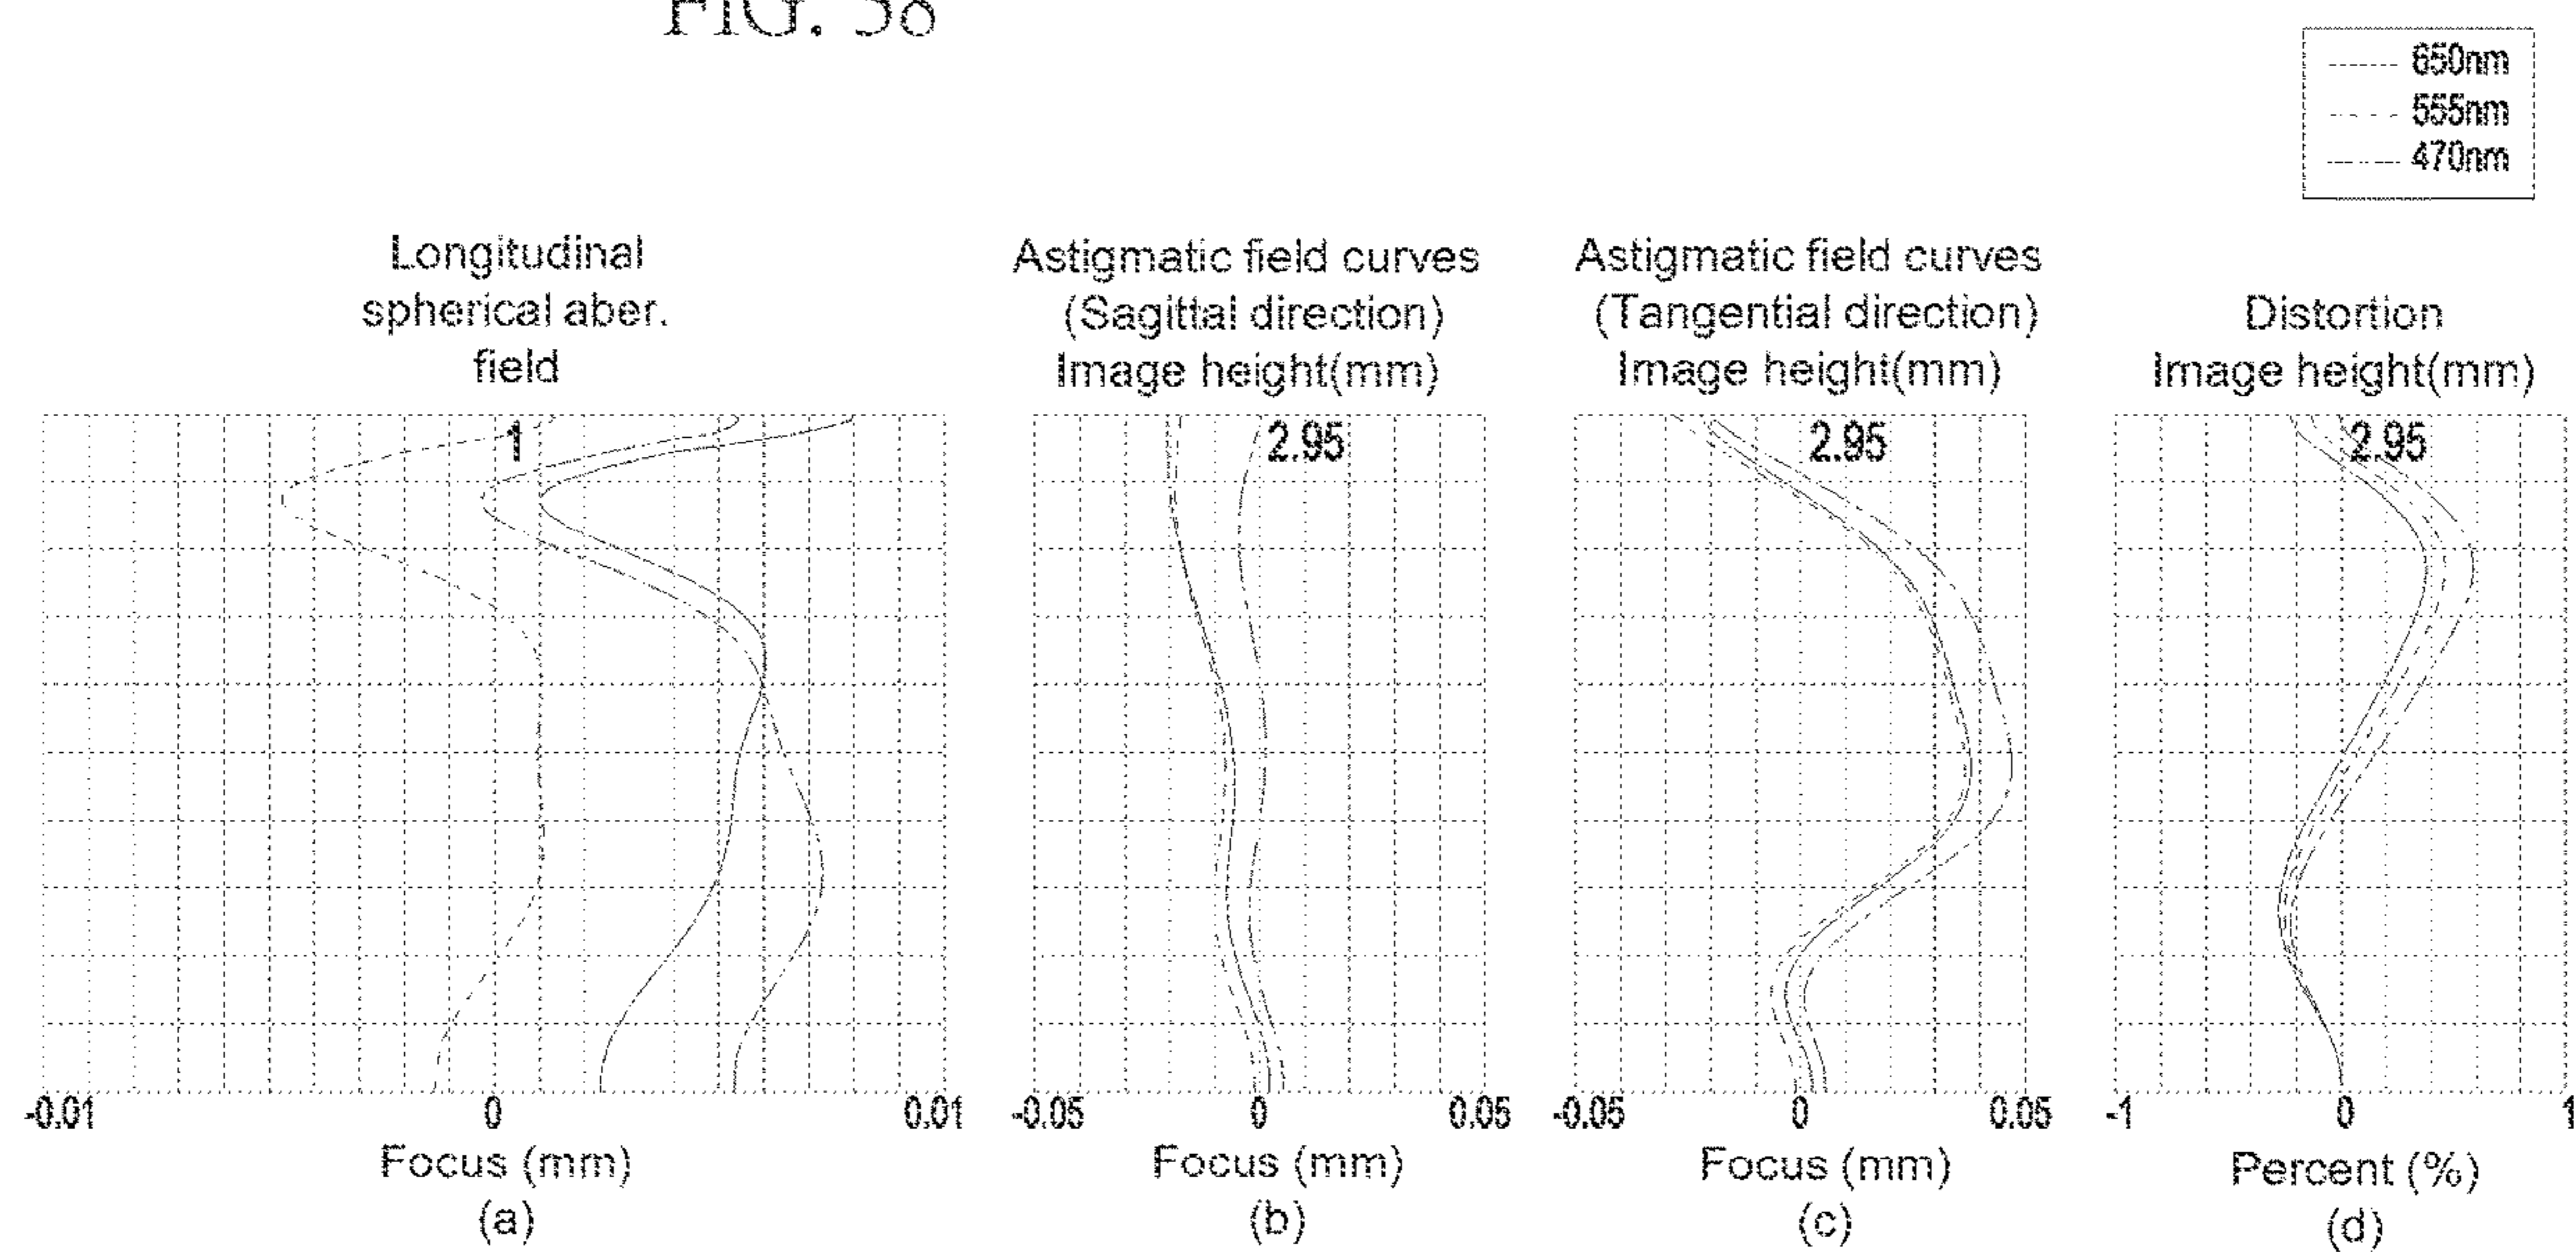 FIG. 38
650nm
555nm
470nm
Longitudinal
spherical aber.
field
Astigmatic field curves
(Sagittal direction)
Image height(mm)
Astigmatic field curves
(Tangential direction)
Image height(mm)
Distortion
Image height(mm)
1
2.95
2.95
2.95
-0.01 0 0.01
-0.05 0 0.05
-0.05 0 0.05
-1 0 1
Focus (mm)
Focus (mm)
Focus (mm)
Percent (%)
(a)
(b)
(c)
(d)